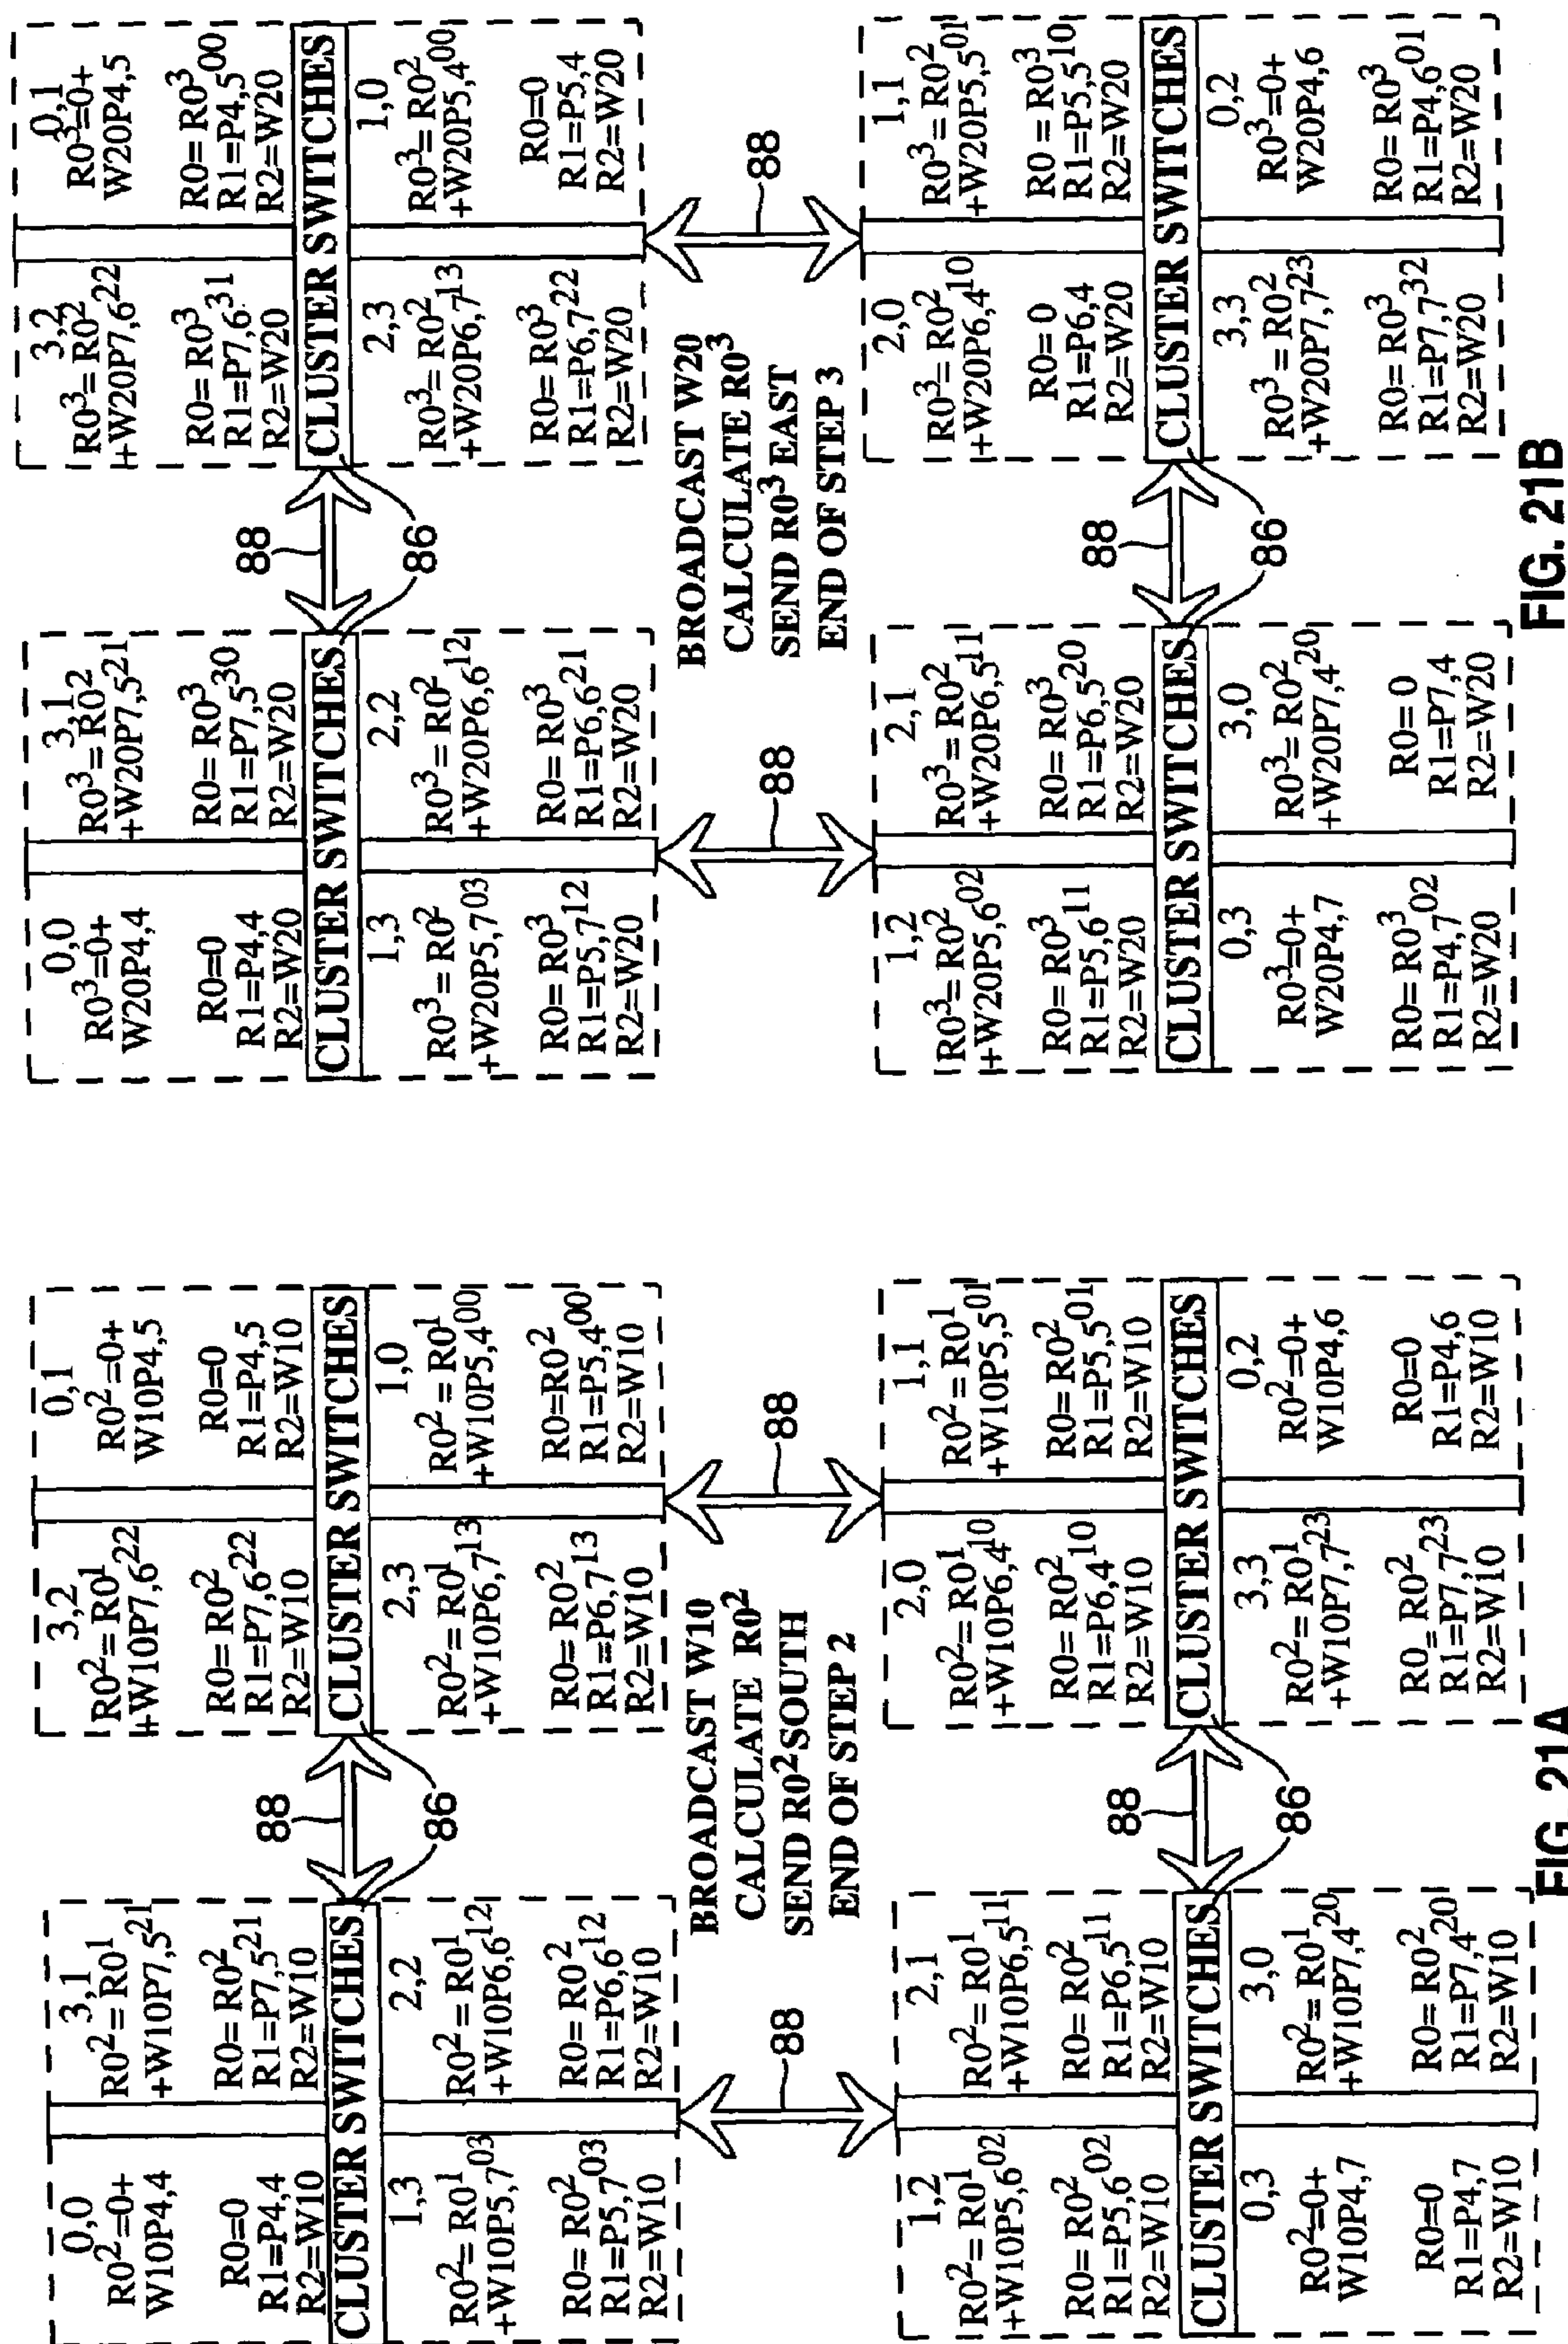 0,0
R0²=0+
W10P4,4
R0=0
R1=P4,4
R2=W10
3,1
R0²= R0¹
+W10P7,5²¹
R0= R0²
R1=P7,5²¹
R2=W10
CLUSTER SWITCHES
1,3
R0²= R0¹
+W10P5,7⁰³
R0= R0²
R1=P5,7⁰³
R2=W10
2,2
R0²= R0¹
+W10P6,6¹²
R0= R0²
R1=P6,6¹²
R2=W10
88
86
3,2
R0²= R0¹
+W10P7,6²²
R0= R0²
R1=P7,6²²
R2=W10
0,1
R0²=0+
W10P4,5
R0=0
R1=P4,5
R2=W10
CLUSTER SWITCHES
2,3
R0²= R0¹
+W10P6,7¹³
R0= R0²
R1=P6,7¹³
R2=W10
1,0
R0²= R0¹
+W10P5,4⁰⁰
R0=R0²
R1=P5,4⁰⁰
R2=W10
88
BROADCAST W10
CALCULATE R0²
SEND R0² SOUTH
END OF STEP 2
88
1,2
R0²= R0¹
+W10P5,6⁰²
R0= R0²
R1=P5,6⁰²
R2=W10
2,1
R0²= R0¹
+W10P6,5¹¹
R0= R0²
R1=P6,5¹¹
R2=W10
CLUSTER SWITCHES
0,3
R0²=0+
W10P4,7
R0=0
R1=P4,7
R2=W10
3,0
R0²= R0¹
+W10P7,4²⁰
R0= R0²
R1=P7,4²⁰
R2=W10
88
86
2,0
R0²= R0¹
+W10P6,4¹⁰
R0= R0²
R1=P6,4¹⁰
R2=W10
1,1
R0²= R0¹
+W10P5,5⁰¹
R0= R0²
R1=P5,5⁰¹
R2=W10
CLUSTER SWITCHES
3,3
R0²= R0¹
+W10P7,7²³
R0= R0²
R1=P7,7²³
R2=W10
0,2
R0²=0+
W10P4,6
R0=0
R1=P4,6
R2=W10
FIG. 21A
0,0
R0³=0+
W20P4,4
R0=0
R1=P4,4
R2=W20
3,1
R0³= R0²
+W20P7,5²¹
R0= R0³
R1=P7,5³⁰
R2=W20
CLUSTER SWITCHES
1,3
R0³= R0²
+W20P5,7⁰³
R0= R0³
R1=P5,7¹²
R2=W20
2,2
R0³= R0²
+W20P6,6¹²
R0= R0³
R1=P6,6²¹
R2=W20
88
86
3,2
R0³= R0²
+W20P7,6²²
R0= R0³
R1=P7,6³¹
R2=W20
0,1
R0³=0+
W20P4,5
R0= R0³
R1=P4,5⁰⁰
R2=W20
CLUSTER SWITCHES
2,3
R0³= R0²
+W20P6,7¹³
R0= R0³
R1=P6,7²²
R2=W20
1,0
R0³= R0²
+W20P5,4⁰⁰
R0=0
R1=P5,4
R2=W20
88
BROADCAST W20
CALCULATE R0³
SEND R0³ EAST
END OF STEP 3
88
1,2
R0³= R0²
+W20P5,6⁰²
R0= R0³
R1=P5,6¹¹
R2=W20
2,1
R0³= R0²
+W20P6,5¹¹
R0= R0³
R1=P6,5²⁰
R2=W20
CLUSTER SWITCHES
0,3
R0³=0+
W20P4,7
R0= R0³
R1=P4,7⁰²
R2=W20
3,0
R0³= R0²
+W20P7,4²⁰
R0= 0
R1=P7,4
R2=W20
88
86
2,0
R0³= R0²
+W20P6,4¹⁰
R0= 0
R1=P6,4
R2=W20
1,1
R0³= R0²
+W20P5,5⁰¹
R0 = R0³
R1=P5,5¹⁰
R2=W20
CLUSTER SWITCHES
3,3
R0³= R0²
+W20P7,7²³
R0= R0³
R1=P7,7³²
R2=W20
0,2
R0³=0+
W20P4,6
R0= R0³
R1=P4,6⁰¹
R2=W20
FIG. 21B